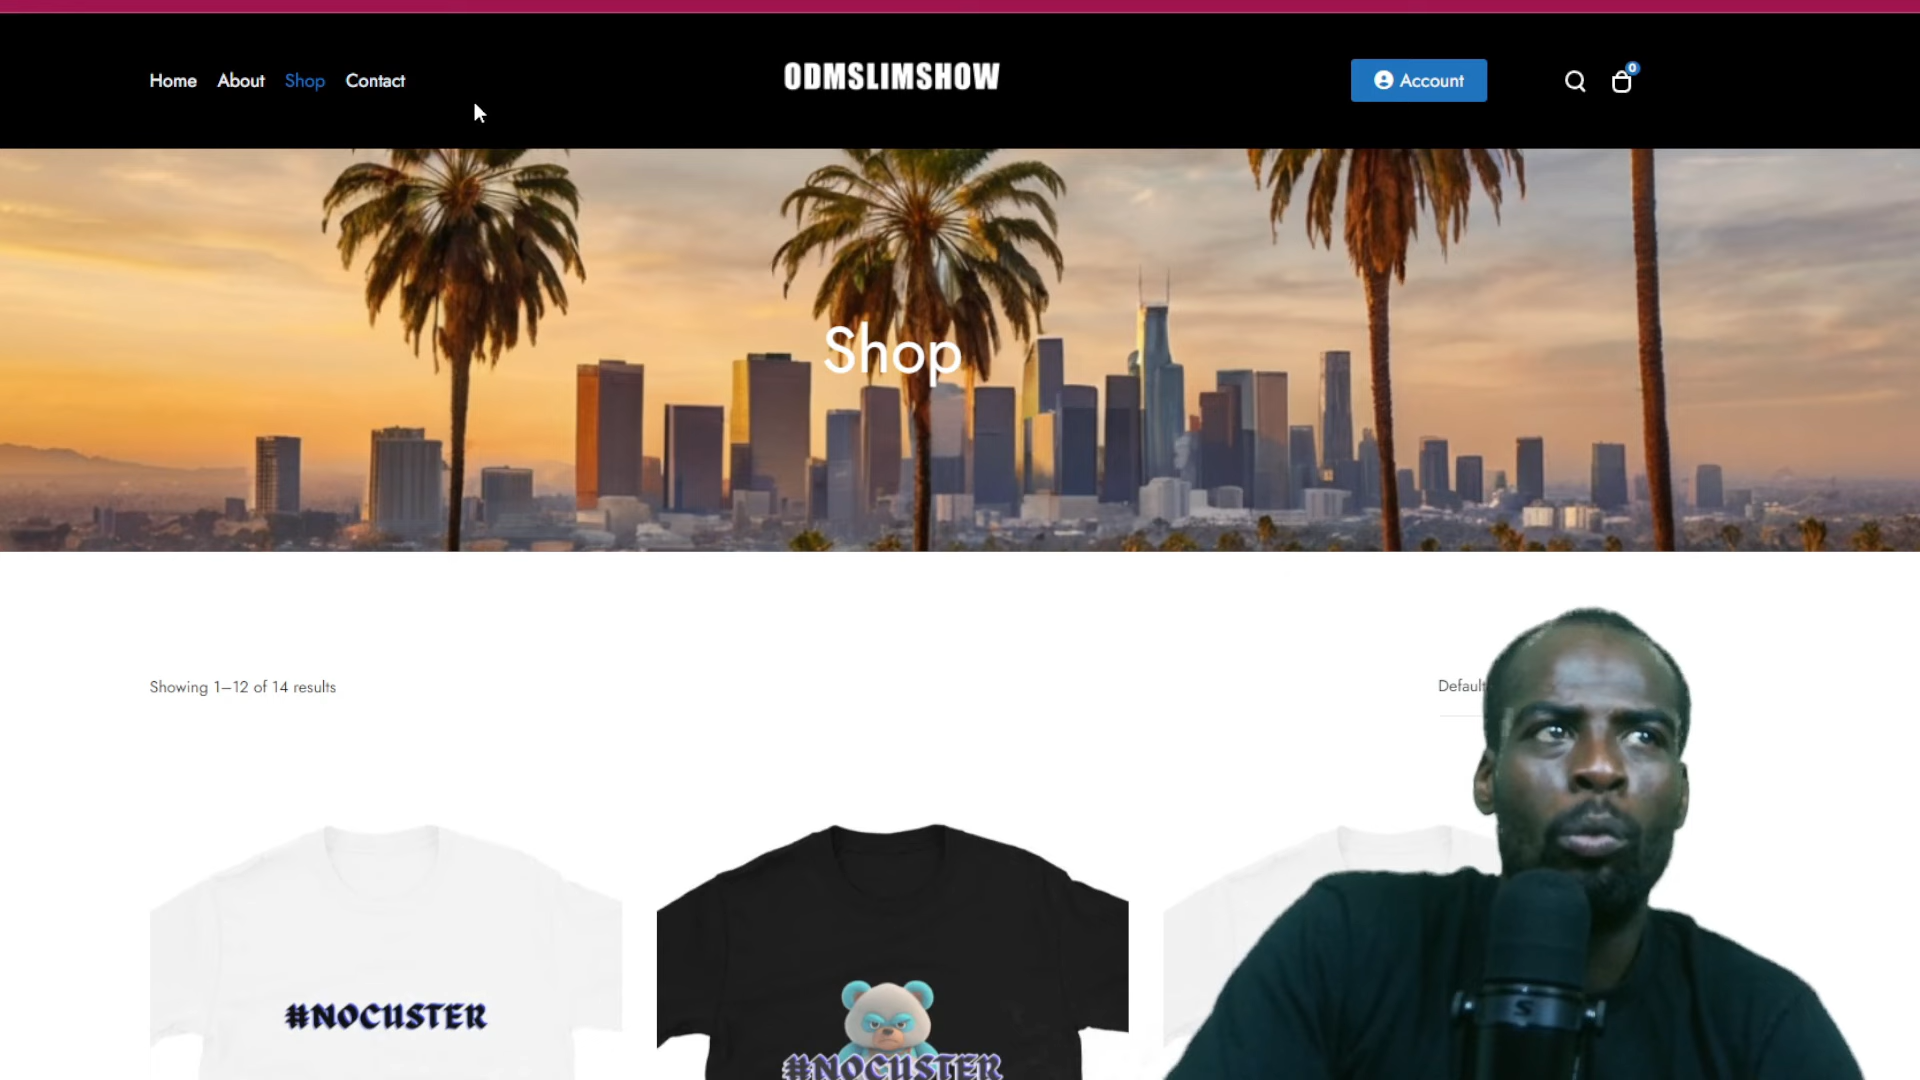 Home About Shop Contact
ODMSLIMSHOW
Account
0
Shop
Showing 1–12 of 14 results
Default
#NOCUSTER
#NOCUSTER